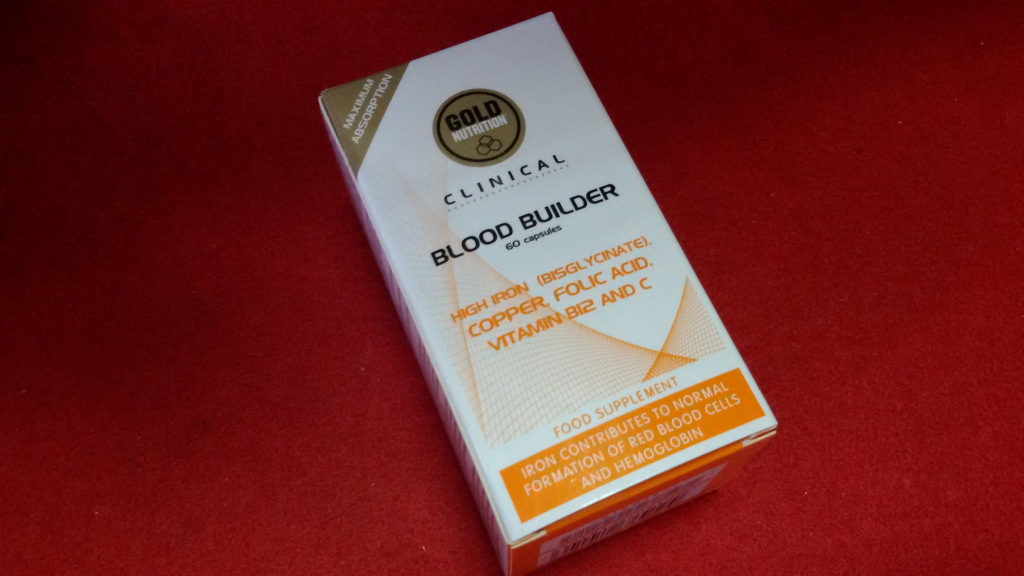 MAXIMUM
ABSORPTION
GOLD
NUTRITION
CLINICAL
BLOOD BUILDER
60 capsules
HIGH IRON (BISGLYCINATE),
COPPER, FOLIC ACID,
VITAMIN B12 AND C
FOOD SUPPLEMENT
IRON CONTRIBUTES TO NORMAL
FORMATION OF RED BLOOD CELLS
AND HEMOGLOBIN